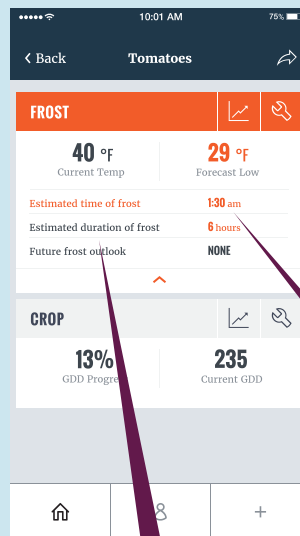 10:01 AM
75%
Back
Tomatoes
FROST
40 °F
29 °F
Current Temp
Forecast Low
Estimated time of frost
1:30 am
Estimated duration of frost
6 hours
Future frost outlook
NONE
CROP
13%
235
GDD Progre
Current GDD